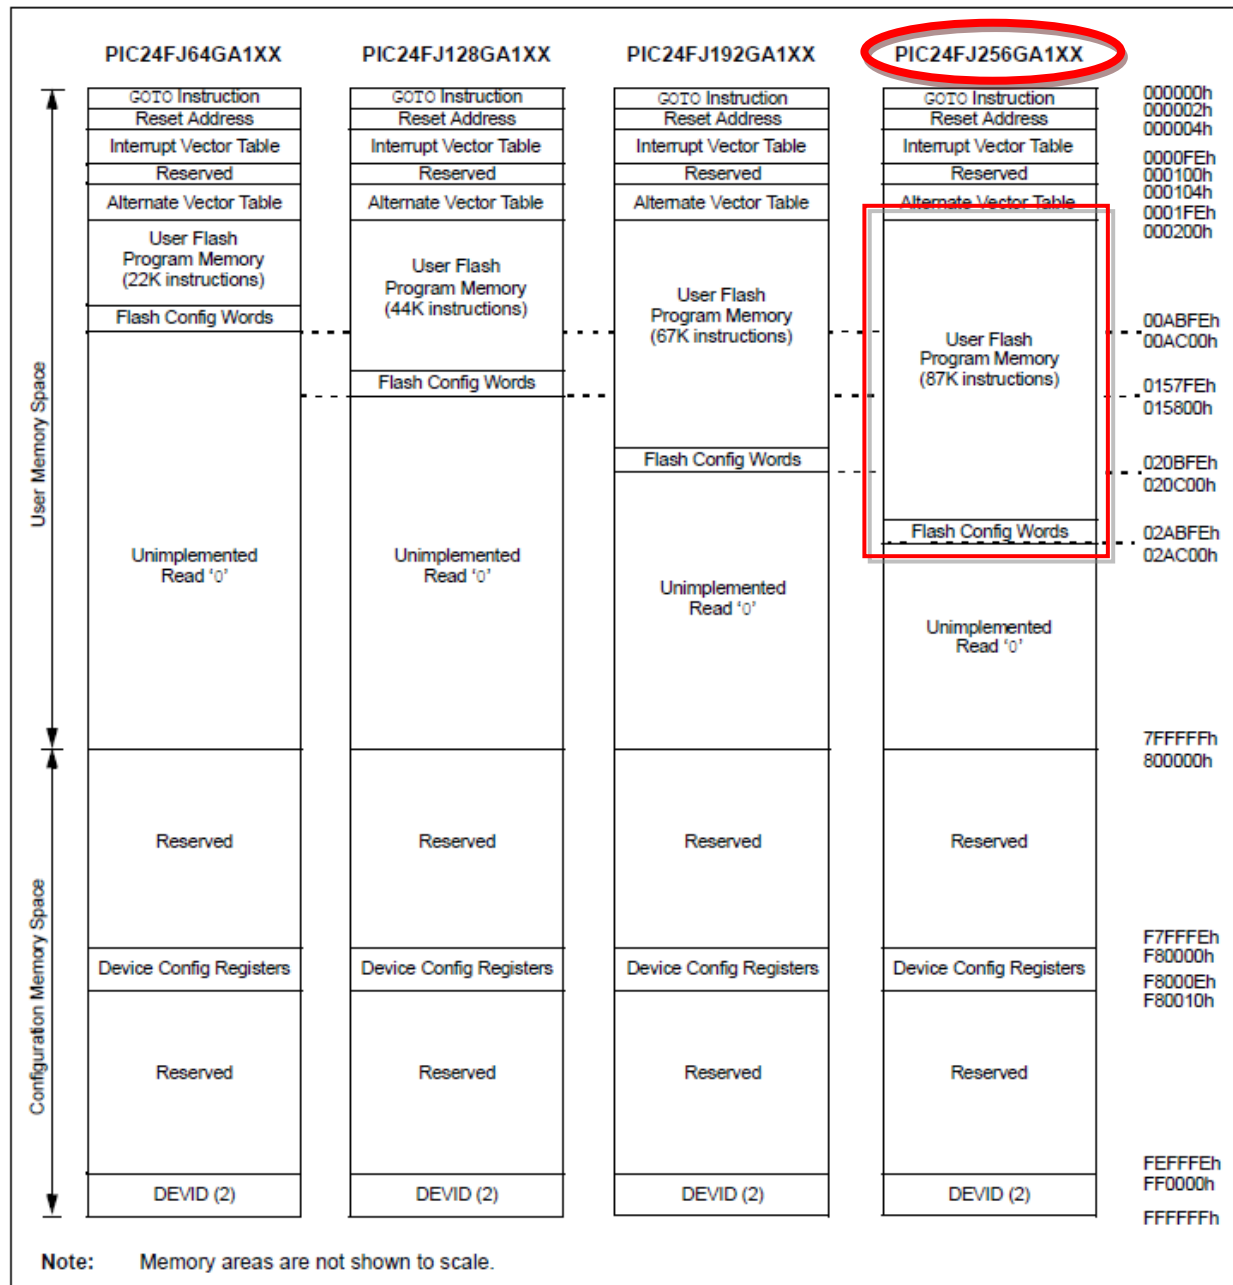 PIC24FJ64GA1XX
PIC24FJ128GA1XX
PIC24FJ192GA1XX
PIC24FJ256GA1XX
User Memory Space
Configuration Memory Space
GOTO Instruction
Reset Address
Interrupt Vector Table
Reserved
Alternate Vector Table
User Flash
Program Memory
(22K instructions)
Flash Config Words
Unimplemented
Read ‘0’
Reserved
Device Config Registers
Reserved
DEVID (2)
GOTO Instruction
Reset Address
Interrupt Vector Table
Reserved
Alternate Vector Table
User Flash
Program Memory
(44K instructions)
Flash Config Words
Unimplemented
Read ‘0’
Reserved
Device Config Registers
Reserved
DEVID (2)
GOTO Instruction
Reset Address
Interrupt Vector Table
Reserved
Alternate Vector Table
User Flash
Program Memory
(67K instructions)
Flash Config Words
Unimplemented
Read ‘0’
Reserved
Device Config Registers
Reserved
DEVID (2)
GOTO Instruction
Reset Address
Interrupt Vector Table
Reserved
Alternate Vector Table
User Flash
Program Memory
(87K instructions)
Flash Config Words
Unimplemented
Read ‘0’
Reserved
Device Config Registers
Reserved
DEVID (2)
000000h
000002h
000004h
0000FEh
000100h
000104h
0001FEh
000200h
00ABFEh
00AC00h
0157FEh
015800h
020BFEh
020C00h
02ABFEh
02AC00h
7FFFFFh
800000h
F7FFFEh
F80000h
F8000Eh
F80010h
FEFFFEh
FF0000h
FFFFFFh
Note: Memory areas are not shown to scale.